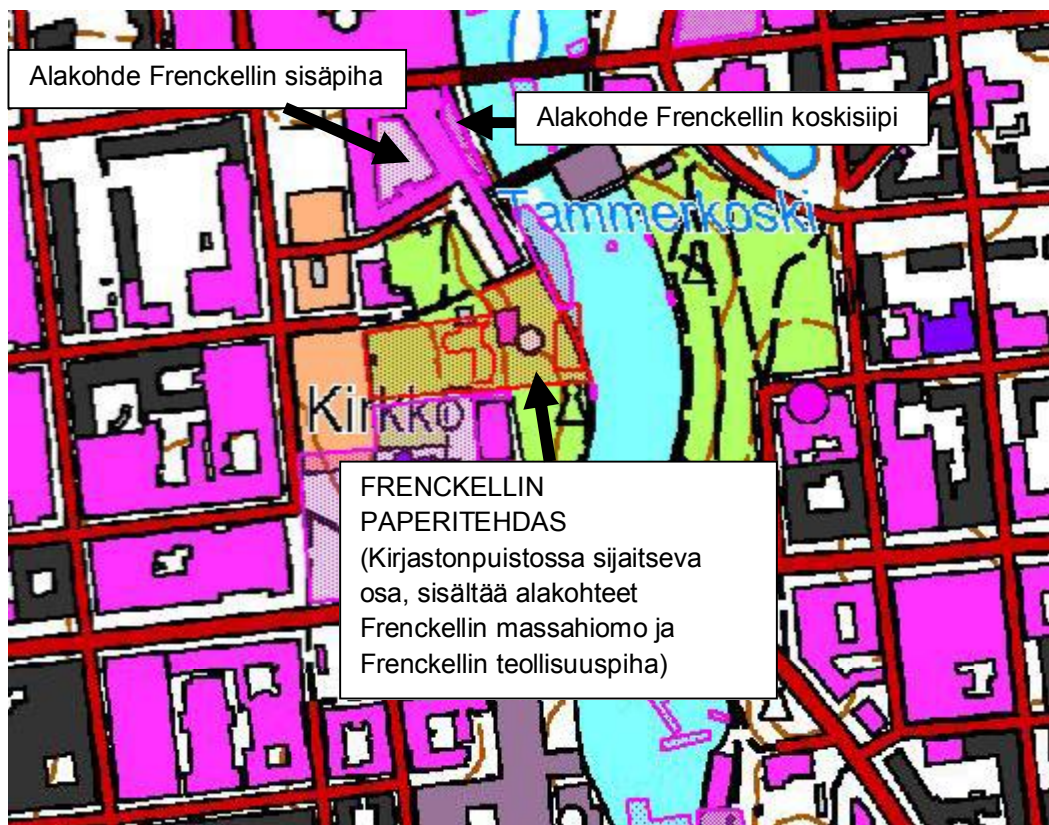 Alakohde Frenckellin sisäpiha
Alakohde Frenckellin koskisiipi
Tammerkoski
Kirkko
FRENCKELLIN
PAPERITEHDAS
(Kirjastonpuistossa sijaitseva
osa, sisältää alakohteet
Frenckellin massahiomo ja
Frenckellin teollisuuspiha)